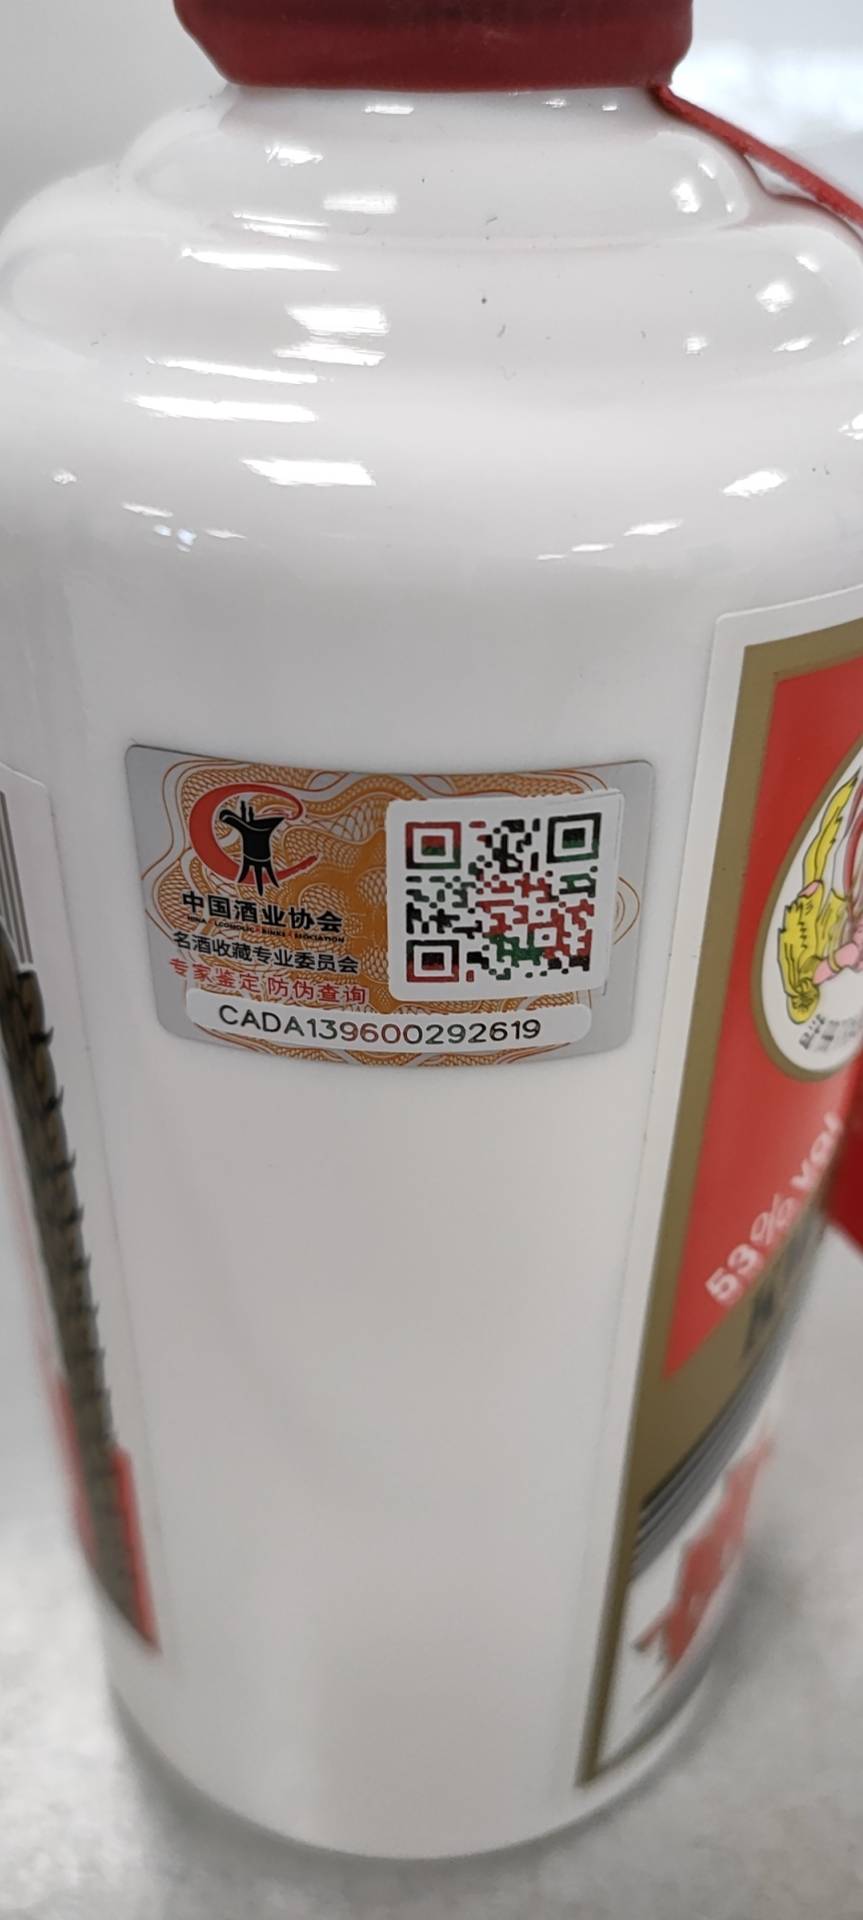 中国酒业协会
名酒收藏专业委员会
专家鉴定 防伪查询
CADA139600292619
53% vol